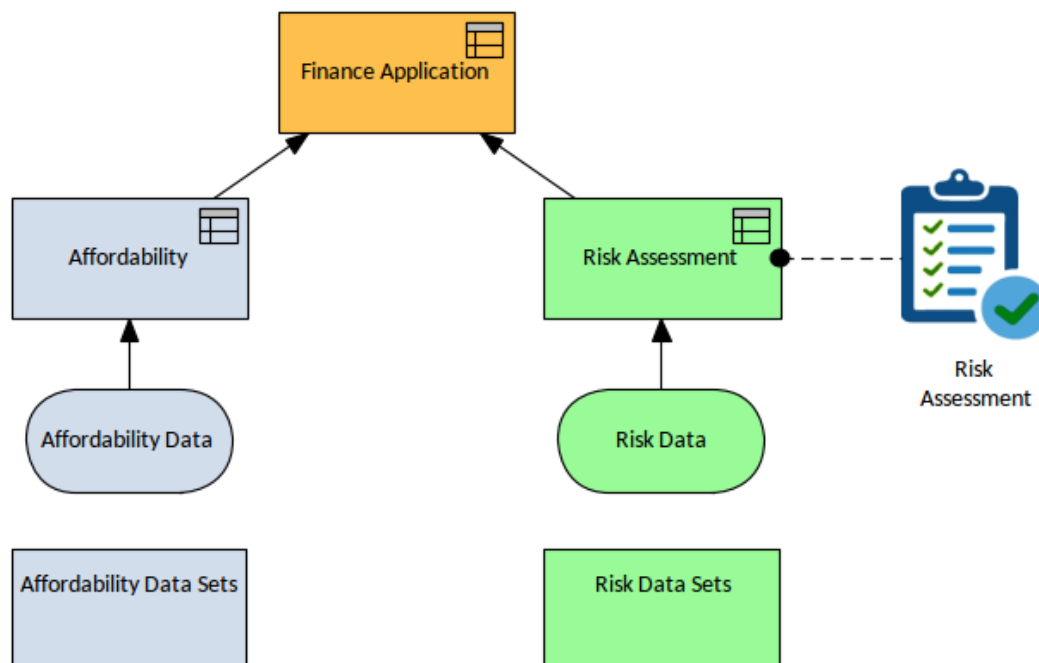 Finance Application
Affordability
Risk Assessment
Risk
Assessment
Affordability Data
Risk Data
Affordability Data Sets
Risk Data Sets